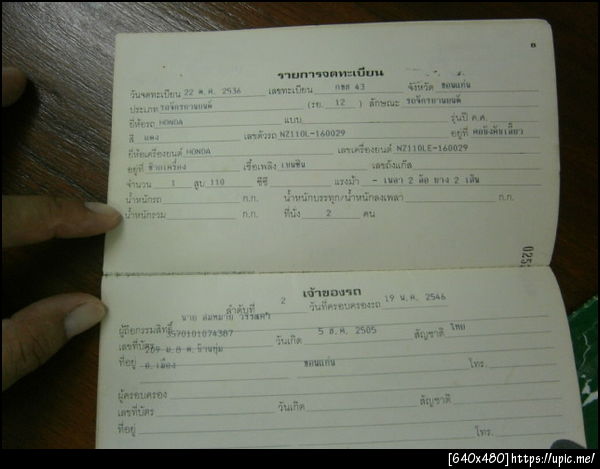 8
รายการจดทะเบียน
วันจดทะเบียน 22 พ.ค. 2536 เลขทะเบียน กขธ 43 จังหวัด ขอนแก่น
ประเภท รถจักรยานยนต์ (รย. 12 ) ลักษณะ รถจักรยานยนต์
ยี่ห้อรถ HONDA แบบ รุ่นปี ค.ศ.
สี แดง เลขตัวรถ NZ110L-160029 อยู่ที่
ยี่ห้อเครื่องยนต์ HONDA เลขเครื่องยนต์ NZ110LE-160029
อยู่ที่ ข้างเครื่อง เชื้อเพลิง เบนซิน เลขถังแก๊ส
จำนวน 1 สูบ 110 ซีซี แรงม้า - เพลา 2 ล้อ ยาง 2 เส้น
น้ำหนักรถ ก.ก. น้ำหนักบรรทุก/น้ำหนักลงเพลา ก.ก.
น้ำหนักรวม ก.ก. ที่นั่ง 2 คน
เจ้าของรถ
ลำดับที่ 2 วันที่ครอบครองรถ 19 พ.ค. 2546
ผู้ถือกรรมสิทธิ์ นาย สมหมาย
เลขที่บัตร 3570101074387 วันเกิด 5 ธ.ค. 2505 สัญชาติ ไทย
ที่อยู่ 269 ม.8 ต.บ้านทุ่ม
อ.เมือง ขอนแก่น โทร.
ผู้ครอบครอง
เลขที่บัตร วันเกิด สัญชาติ
ที่อยู่ โทร.
[640x480]https://upic.me/